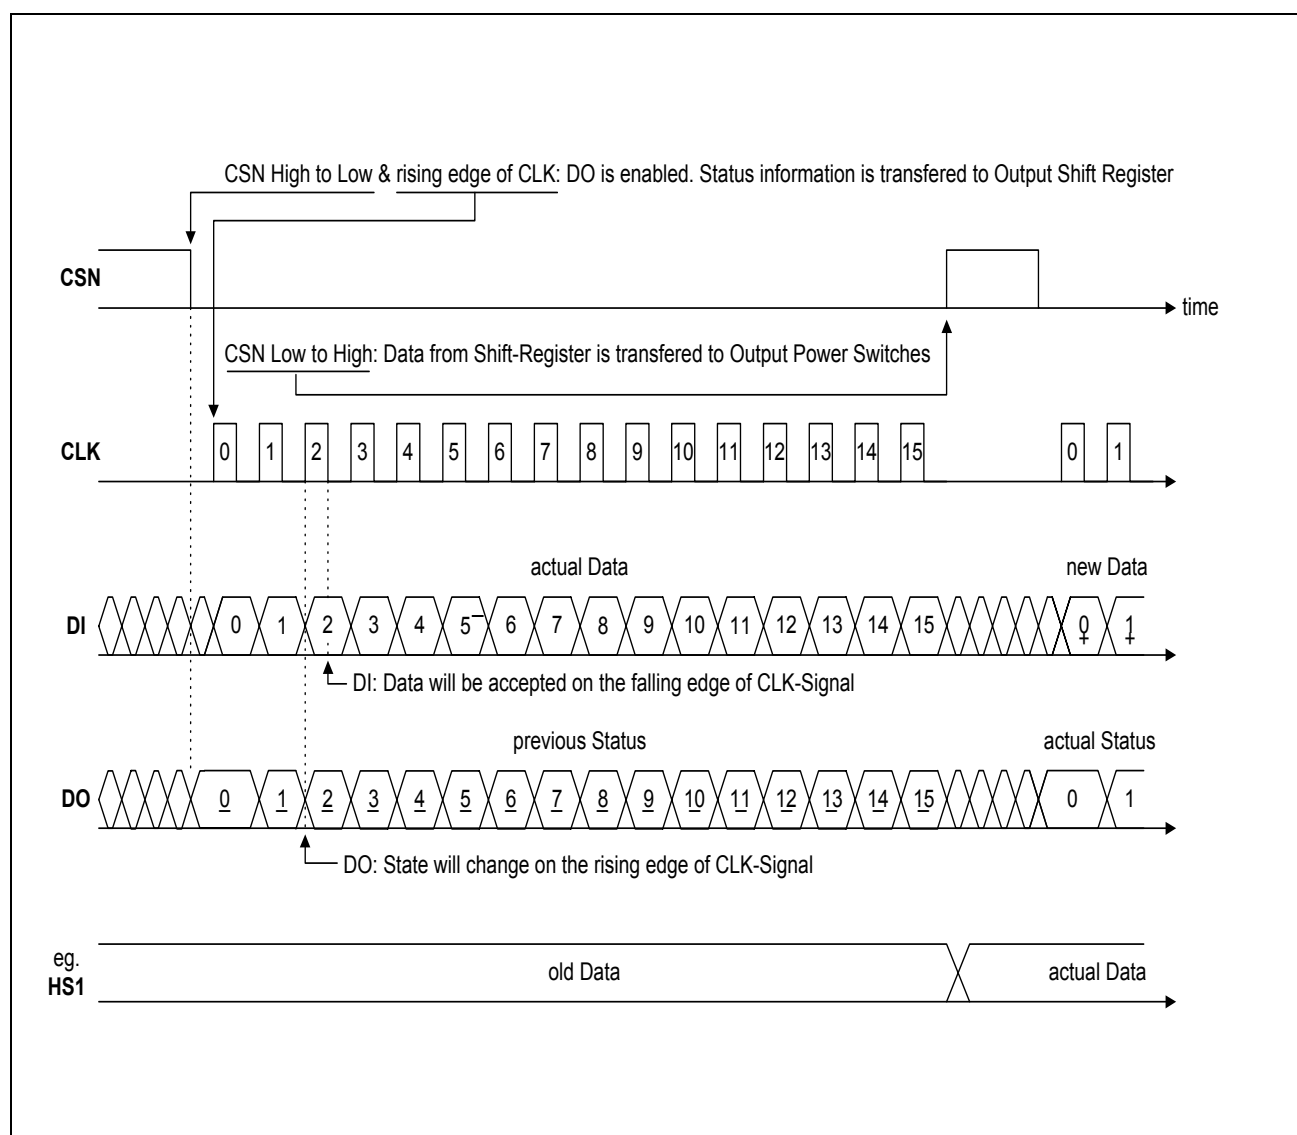 CSN High to Low & rising edge of CLK: DO is enabled. Status information is transfered to Output Shift Register
CSN
time
CSN Low to High: Data from Shift-Register is transfered to Output Power Switches
CLK
0 1 2 3 4 5 6 7 8 9 10 11 12 13 14 15 0 1
actual Data
new Data
DI
0 1 2 3 4 5 6 7 8 9 10 11 12 13 14 15 0 1
DI: Data will be accepted on the falling edge of CLK-Signal
previous Status
actual Status
DO
0 1 2 3 4 5 6 7 8 9 10 11 12 13 14 15 0 1
DO: State will change on the rising edge of CLK-Signal
eg.
HS1
old Data
actual Data